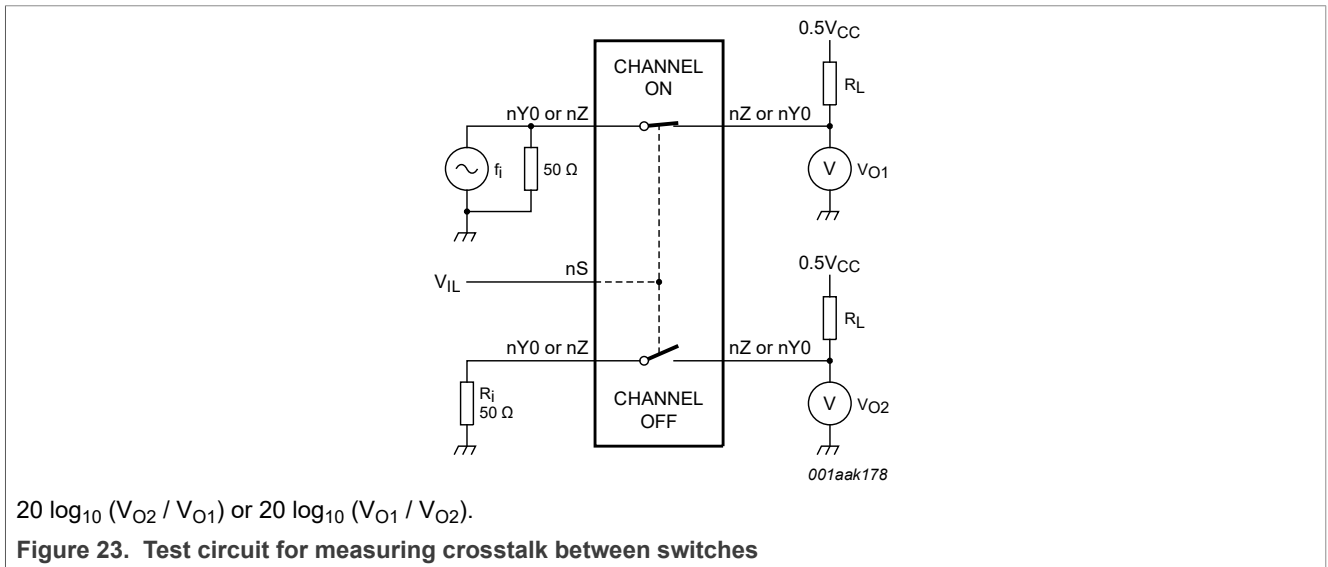 0.5VCC
CHANNEL
ON
RL
nY0 or nZ
nZ or nY0
fi
50 Ω
V
VO1
nS
VIL
0.5VCC
RL
nY0 or nZ
nZ or nY0
Ri
50 Ω
CHANNEL
OFF
V
VO2
001aak178
20 log10 (VO2 / VO1) or 20 log10 (VO1 / VO2).
Figure 23. Test circuit for measuring crosstalk between switches